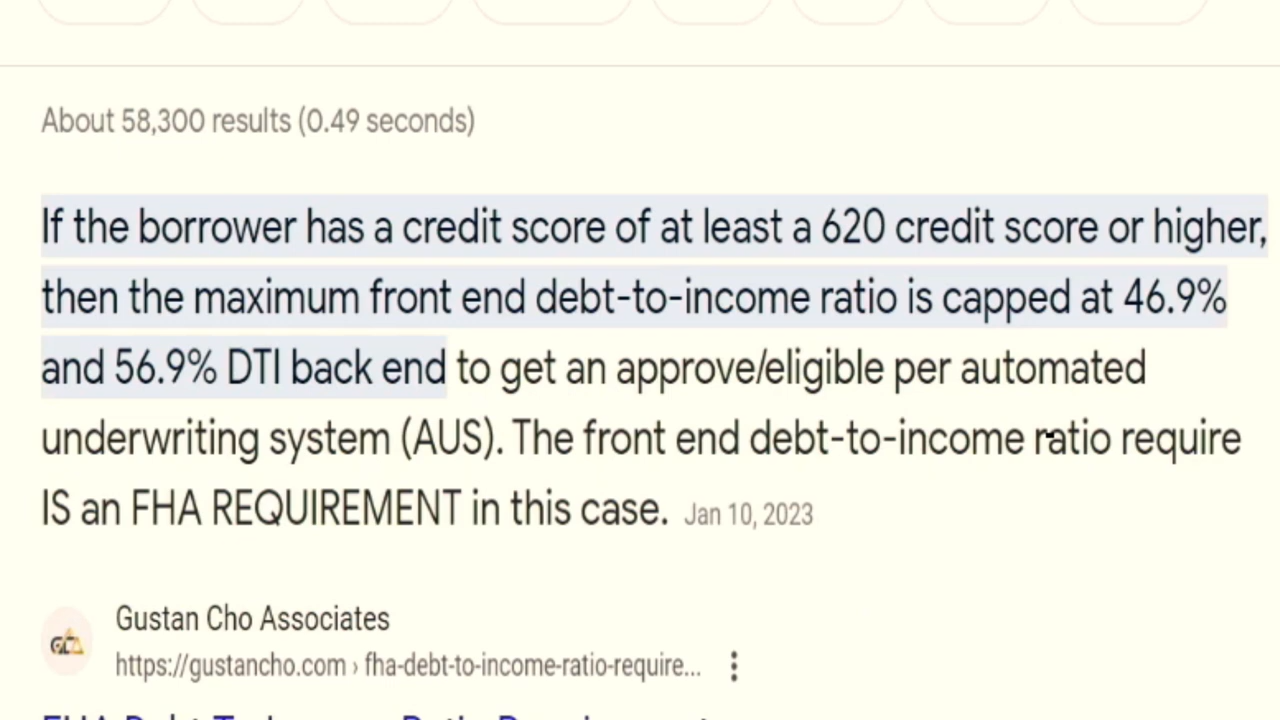 About 58,300 results (0.49 seconds)
If the borrower has a credit score of at least a 620 credit score or higher,
then the maximum front end debt-to-income ratio is capped at 46.9%
and 56.9% DTI back end to get an approve/eligible per automated
underwriting system (AUS). The front end debt-to-income ratio require
IS an FHA REQUIREMENT in this case. Jan 10, 2023
Gustan Cho Associates
GCA
https://gustancho.com › fha-debt-to-income-ratio-require...